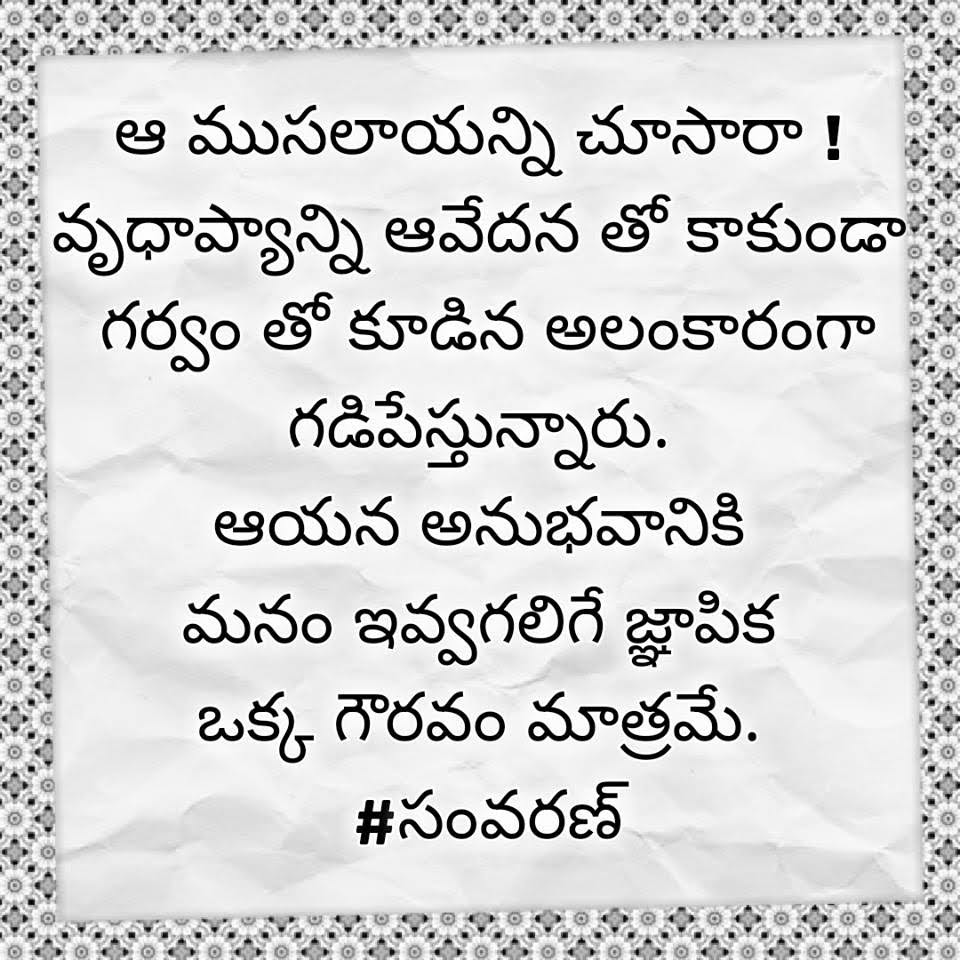 ఆ ముసలాయన్ని చూసారా !
వృధాప్యాన్ని ఆవేదన తో కాకుండా
గర్వం తో కూడిన అలంకారంగా
గడిపేస్తున్నారు.
ఆయన అనుభవానికి
మనం ఇవ్వగలిగే జ్ఞాపిక
ఒక్క గౌరవం మాత్రమే.
#సంవరణ్